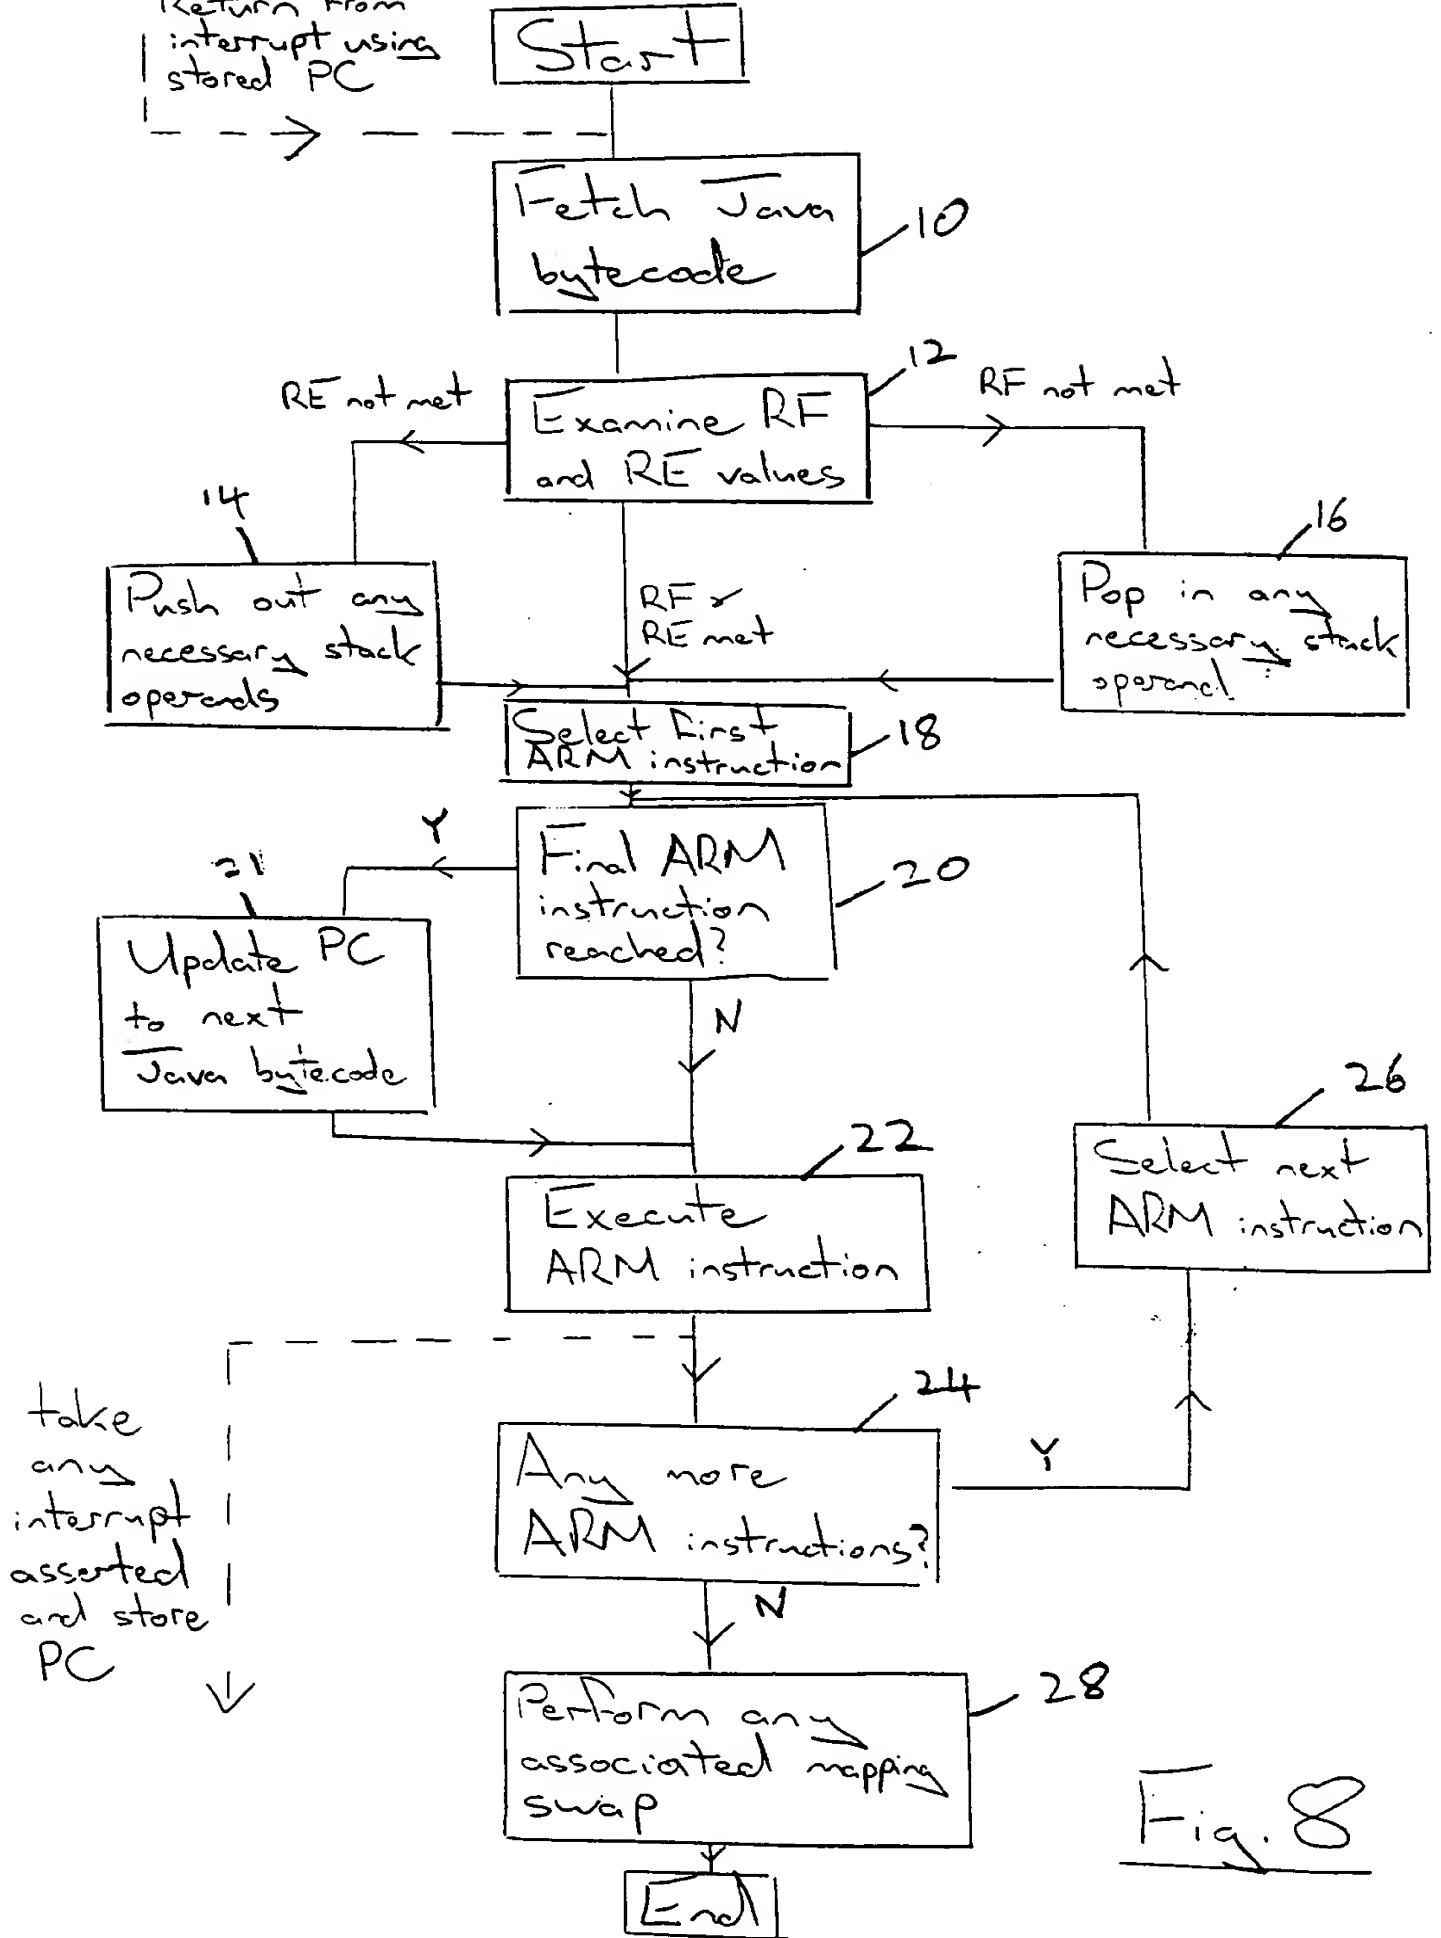 Return from
interrupt using
stored PC
Start
Fetch Java
bytecode
10
12
RE not met
RF not met
Examine RF
and RE values
14
16
Push out any
necessary stack
operands
RF &
RE met
Pop in any
necessary stack
operand
Select First
ARM instruction
18
Y
Final ARM
instruction
reached?
20
21
Update PC
to next
Java bytecode
N
26
22
Select next
ARM instruction
Execute
ARM instruction
take
any
interrupt
asserted
and store
PC
24
Any more
ARM instructions?
Y
N
28
Perform any
associated mapping
swap
Fig. 8
End